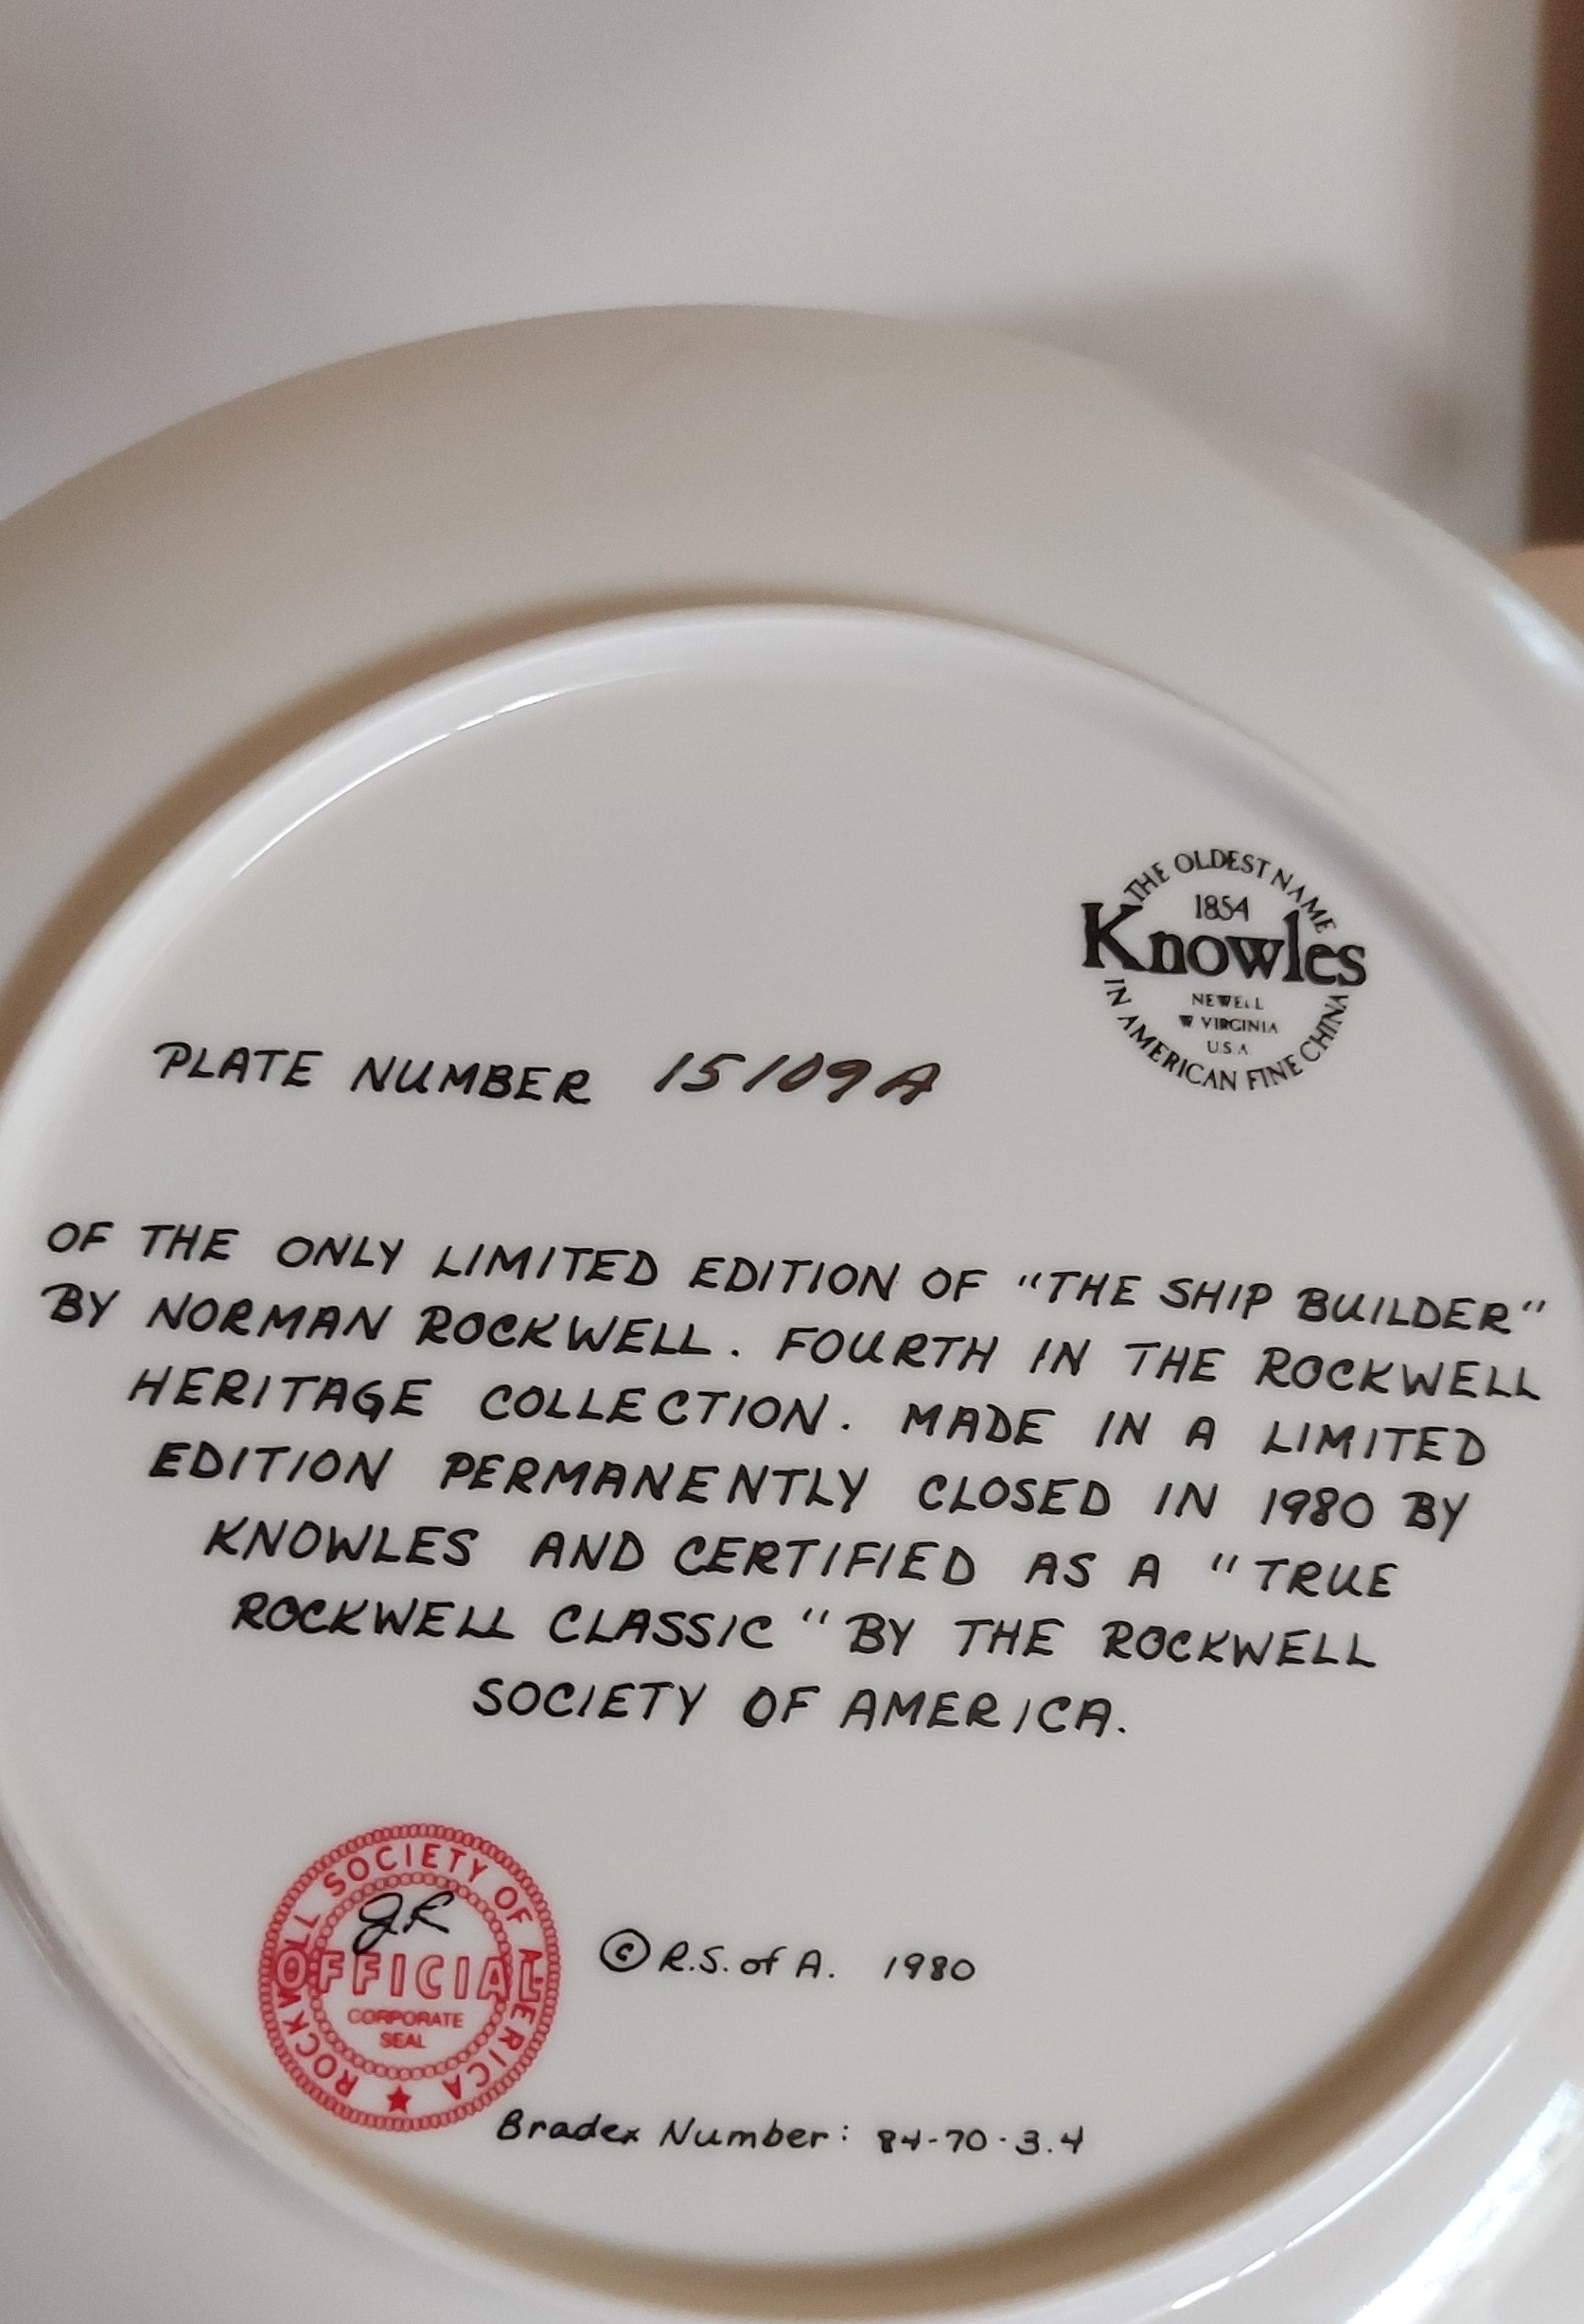 THE OLDEST NAME
1854
Knowles
NEWELL
W VIRGINIA
U.S.A
IN AMERICAN FINE CHINA
PLATE NUMBER 15109A
OF THE ONLY LIMITED EDITION OF "THE SHIP BUILDER"
BY NORMAN ROCKWELL. FOURTH IN THE ROCKWELL
HERITAGE COLLECTION. MADE IN A LIMITED
EDITION PERMANENTLY CLOSED IN 1980 BY
KNOWLES AND CERTIFIED AS A "TRUE
ROCKWELL CLASSIC" BY THE ROCKWELL
SOCIETY OF AMERICA.
ROCKWELL SOCIETY OF AMERICA
JR
OFFICIAL
CORPORATE
SEAL
© R.S. of A. 1980
Bradex Number: 84-70-3.4